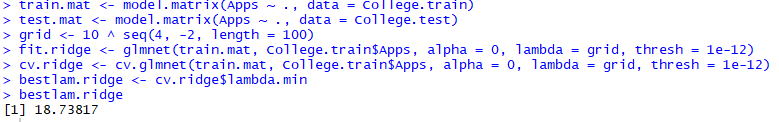 > train.mat <- model.matrix(Apps ~ ., data = College.train)
> test.mat <- model.matrix(Apps ~ ., data = College.test)
> grid <- 10 ^ seq(4, -2, length = 100)
> fit.ridge <- glmnet(train.mat, College.train$Apps, alpha = 0, lambda = grid, thresh = 1e-12)
> cv.ridge <- cv.glmnet(train.mat, College.train$Apps, alpha = 0, lambda = grid, thresh = 1e-12)
> bestlam.ridge <- cv.ridge$lambda.min
> bestlam.ridge
[1] 18.73817